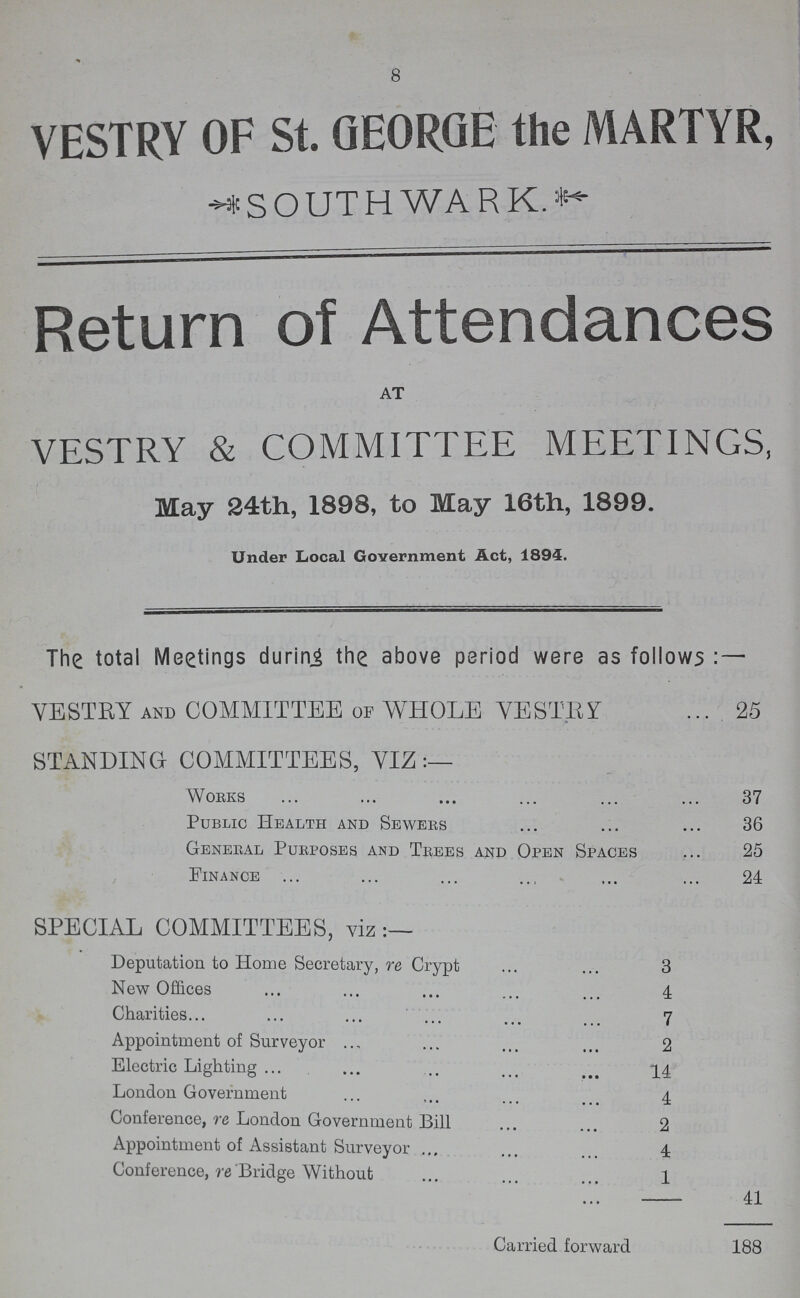 8
VESTRY OF St. GEORGE the MARTYR,
SOUTHWARK.
Return of Attendances
AT
VESTRY & COMMITTEE MEETINGS,
May 24th, 1898, to May 16th, 1899.
Under Local Government Act, 1894.
The total Meetings during the above period were as follows :—
VESTRY AND COMMITTEE OF WHOLE VESTRY ... 25
STANDING COMMITTEES, VIZ :—
WORKS ... ... ... ... ... ... 37
PUBLIC HEALTH AND SEWERS ... ... ... 36
GENERAL PURPOSES AND TREES AND OPEN SPACES ... 25
FINANCE ... ... ... ... ... ... 24
SPECIAL COMMITTEES, viz :—
Deputation to Home Secretary, re Crypt ... ... 3
New Offices ... ... ... ... ... 4
Charities... ... ... ... ... ... 7
Appointment of Surveyor ... ... ... ... 2
Electric Lighting ... ... .. ... ... 14
London Government ... ... ... ... 4
Conference, re London Government Bill ... ... 2
Appointment of Assistant Surveyor ... ... ... 4
Conference, re Bridge Without ... ... ... 1
... — 41
Carried forward 188